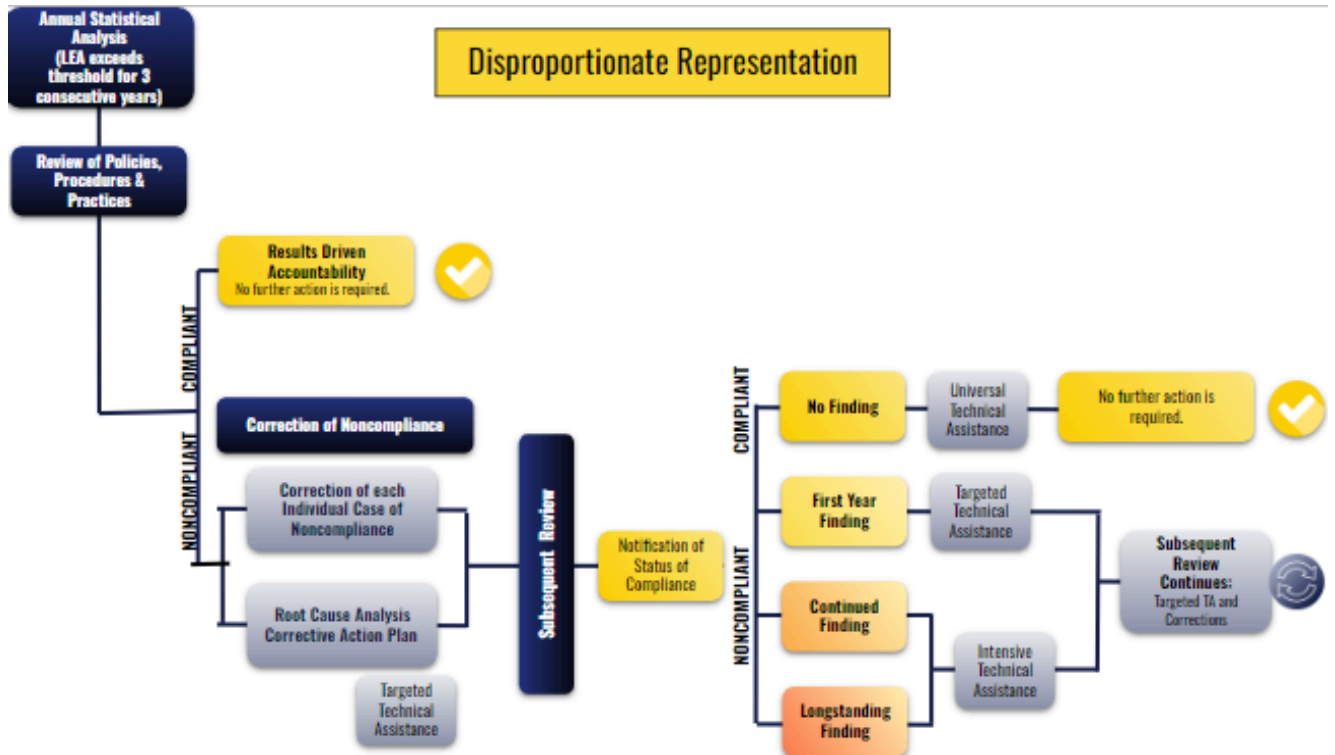 Annual Statistical
Analysis
(LEA exceeds
threshold for 3
consecutive years)
Disproportionate Representation
Review of Policies,
Procedures &
Practices
Results Driven
Accountability
No further action is required.
COMPLIANT
NONCOMPLIANT
Correction of Noncompliance
Correction of each
Individual Case of
Noncompliance
Root Cause Analysis
Corrective Action Plan
Targeted
Technical
Assistance
Subsequent Review
Notification of
Status of
Compliance
COMPLIANT
NONCOMPLIANT
No Finding
Universal
Technical
Assistance
No further action is
required.
First Year
Finding
Targeted
Technical
Assistance
Continued
Finding
Longstanding
Finding
Intensive
Technical
Assistance
Subsequent
Review
Continues:
Targeted TA and
Corrections